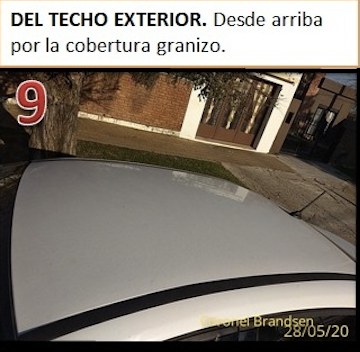 DEL TECHO EXTERIOR. Desde arriba
por la cobertura granizo.
9
Coronel Brandsen
28/05/20